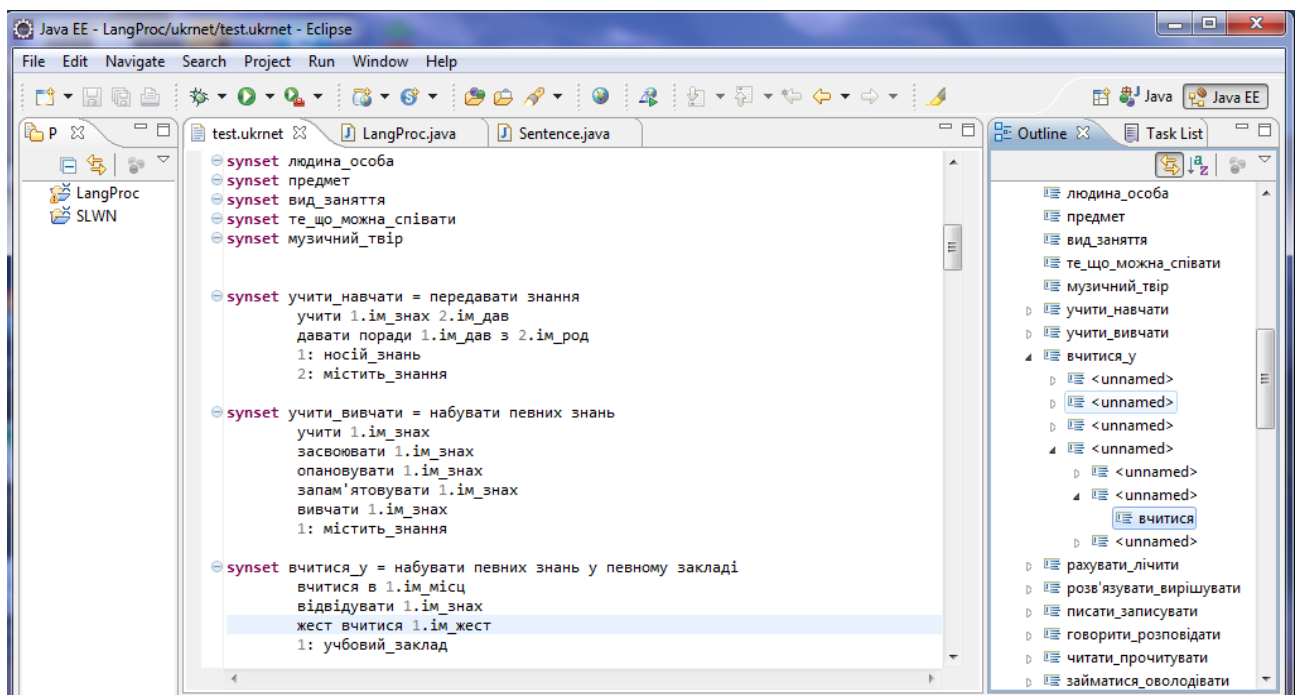 Java EE - LangProc/ukrnet/test.ukrnet - Eclipse
File Edit Navigate Search Project Run Window Help
Java Java EE
P
test.ukrnet LangProc.java Sentence.java
Outline Task List
LangProc
SLWN
synset людина_особа
synset предмет
synset вид_заняття
synset те_що_можна_співати
synset музичний_твір
synset учити_навчати = передавати знання
учити 1.ім_знах 2.ім_дав
давати поради 1.ім_дав з 2.ім_род
1: носій_знань
2: містить_знання
synset учити_вивчати = набувати певних знань
учити 1.ім_знах
засвоювати 1.ім_знах
опановувати 1.ім_знах
запам'ятовувати 1.ім_знах
вивчати 1.ім_знах
1: містить_знання
synset вчитися_у = набувати певних знань у певному закладі
вчитися в 1.ім_місц
відвідувати 1.ім_знах
жест вчитися 1.ім_жест
1: учбовий_заклад
людина_особа
предмет
вид_заняття
те_що_можна_співати
музичний_твір
учити_навчати
учити_вивчати
вчитися_у
<unnamed>
<unnamed>
<unnamed>
<unnamed>
<unnamed>
<unnamed>
вчитися
<unnamed>
рахувати_лічити
розв'язувати_вирішувати
писати_записувати
говорити_розповідати
читати_прочитувати
займатися_оволодівати